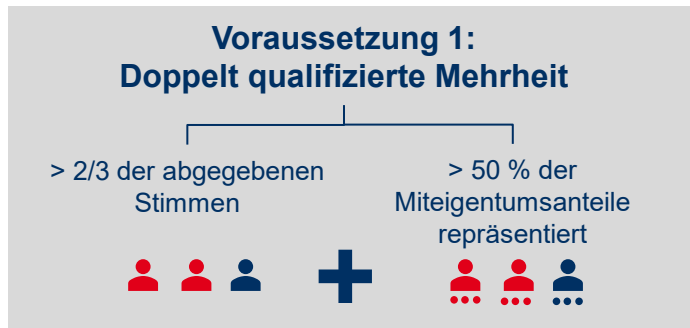 Voraussetzung 1:
Doppelt qualifizierte Mehrheit
> 2/3 der abgegebenen
Stimmen
> 50 % der
Miteigentumsanteile
repräsentiert